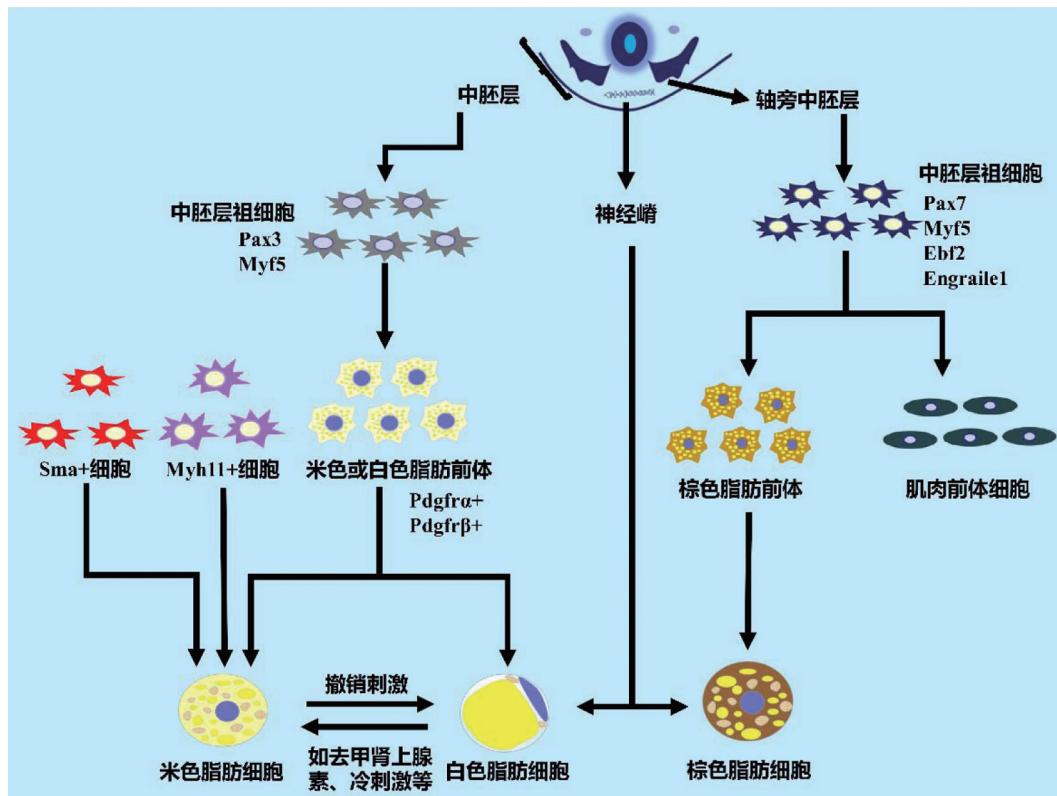 中胚层
轴旁中胚层
中胚层祖细胞
Pax3
Myf5
神经嵴
中胚层祖细胞
Pax7
Myf5
Ebf2
Engraile1
Sma+细胞
Myh11+细胞
米色或白色脂肪前体
Pdgfrα+
Pdgfrβ+
棕色脂肪前体
肌肉前体细胞
撤销刺激
如去甲肾上腺
素、冷刺激等
米色脂肪细胞
白色脂肪细胞
棕色脂肪细胞